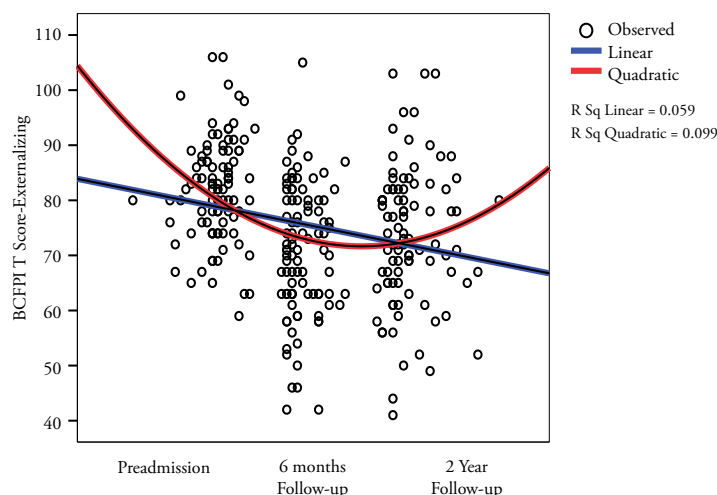 BCFPI T Score-Externalizing
110
100
90
80
70
60
50
40
Preadmission
6 months
Follow-up
2 Year
Follow-up
Observed
Linear
Quadratic
R Sq Linear = 0.059
R Sq Quadratic = 0.099